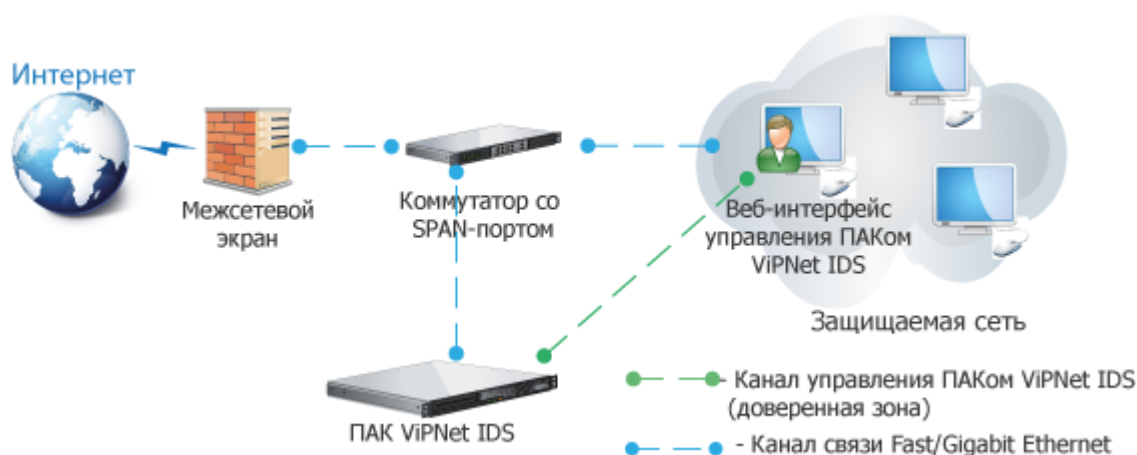 Интернет
Межсетевой
экран
Коммутатор со
SPAN-портом
Веб-интерфейс
управления ПАКом
ViPNet IDS
Защищаемая сеть
ПАК ViPNet IDS
- Канал управления ПАКом ViPNet IDS
(доверенная зона)
- Канал связи Fast/Gigabit Ethernet